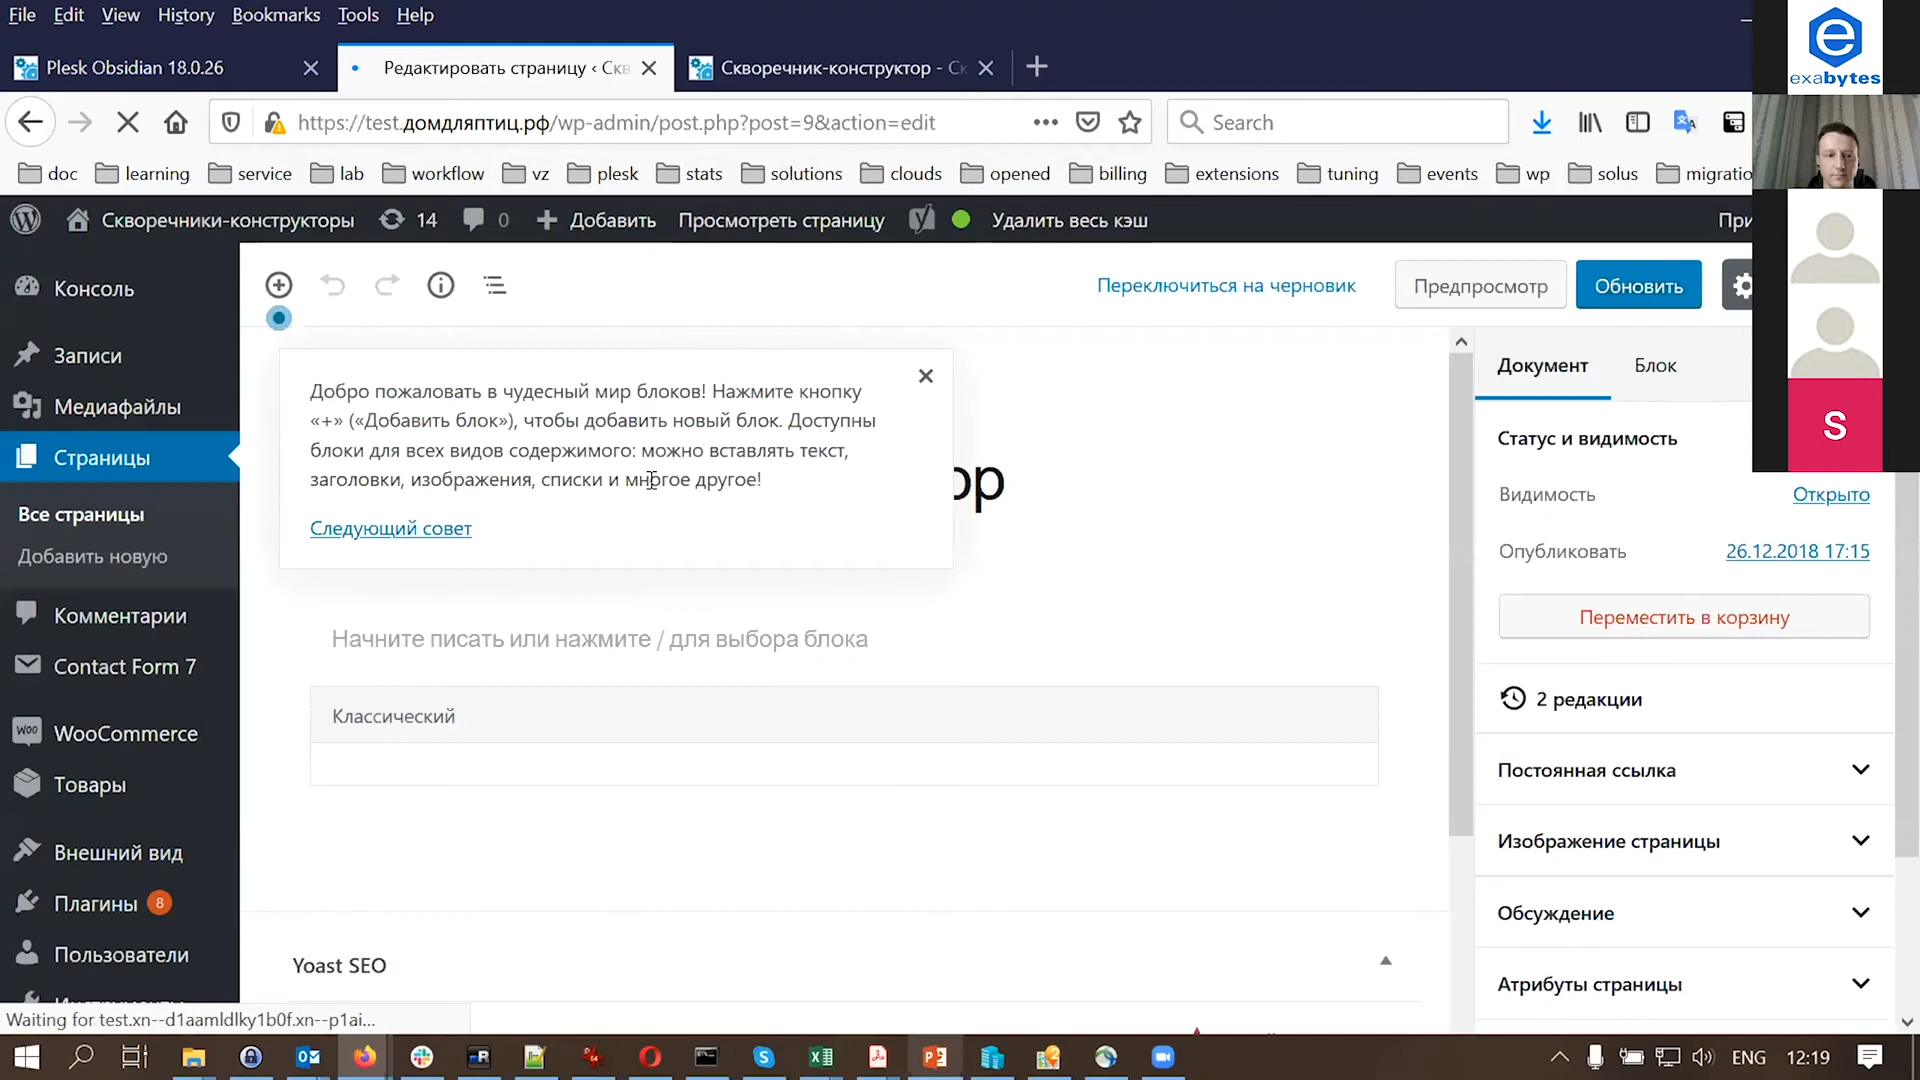 File Edit View History Bookmarks Tools Help
Plesk Obsidian 18.0.26
Редактировать страницу ‹ Скв
Скворечник-конструктор - Ск
https://test.домдляптиц.рф/wp-admin/post.php?post=9&action=edit
Search
doc learning service lab workflow vz plesk stats solutions clouds opened billing extensions tuning events wp solus migratio
Скворечники-конструкторы 14 0 Добавить Просмотреть страницу Удалить весь кэш При
exabytes
S
Консоль
Записи
Медиафайлы
Страницы
Все страницы
Добавить новую
Комментарии
Contact Form 7
WooCommerce
Товары
Внешний вид
Плагины 8
Пользователи
Переключиться на черновик
Предпросмотр
Обновить
Добро пожаловать в чудесный мир блоков! Нажмите кнопку
«+» («Добавить блок»), чтобы добавить новый блок. Доступны
блоки для всех видов содержимого: можно вставлять текст,
заголовки, изображения, списки и многое другое!
Следующий совет
ор
Начните писать или нажмите / для выбора блока
Классический
Yoast SEO
Документ Блок
Статус и видимость
Видимость Открыто
Опубликовать 26.12.2018 17:15
Переместить в корзину
2 редакции
Постоянная ссылка
Изображение страницы
Обсуждение
Атрибуты страницы
Waiting for test.xn--d1aamldlky1b0f.xn--p1ai...
ENG 12:19